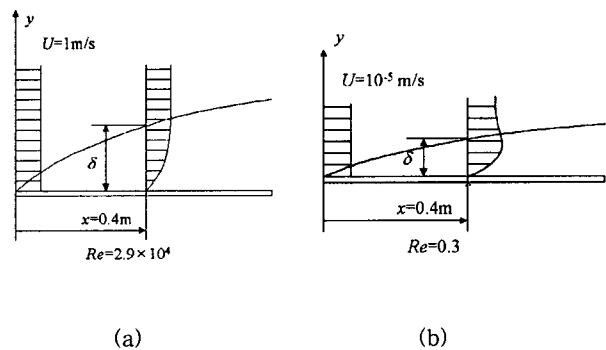 y
U=1m/s
δ
x=0.4m
Re=2.9×10⁴
(a)
y
U=10⁻⁵ m/s
δ
x=0.4m
Re=0.3
(b)